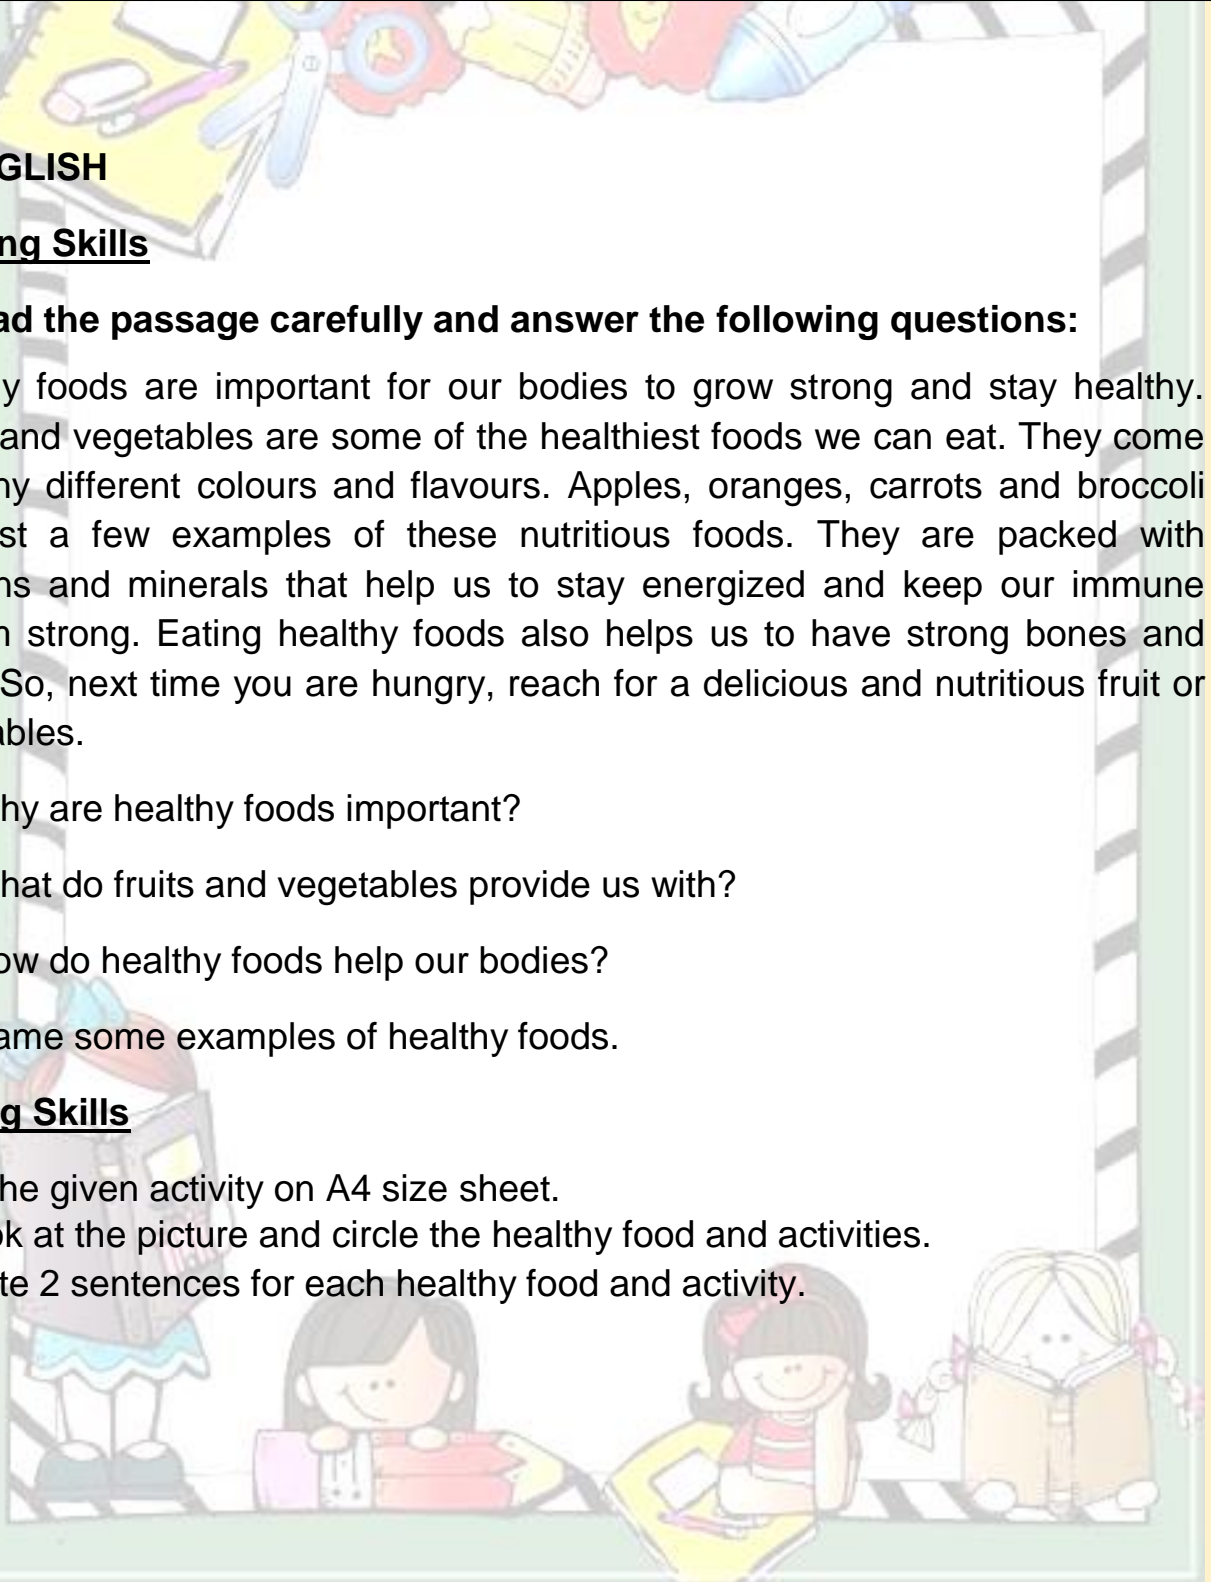 GLISH
ng Skills
ad the passage carefully and answer the following questions:
y foods are important for our bodies to grow strong and stay healthy.
and vegetables are some of the healthiest foods we can eat. They come
ny different colours and flavours. Apples, oranges, carrots and broccoli
st a few examples of these nutritious foods. They are packed with
ns and minerals that help us to stay energized and keep our immune
n strong. Eating healthy foods also helps us to have strong bones and
So, next time you are hungry, reach for a delicious and nutritious fruit or
ables.
hy are healthy foods important?
hat do fruits and vegetables provide us with?
ow do healthy foods help our bodies?
ame some examples of healthy foods.
g Skills
he given activity on A4 size sheet.
ok at the picture and circle the healthy food and activities.
te 2 sentences for each healthy food and activity.